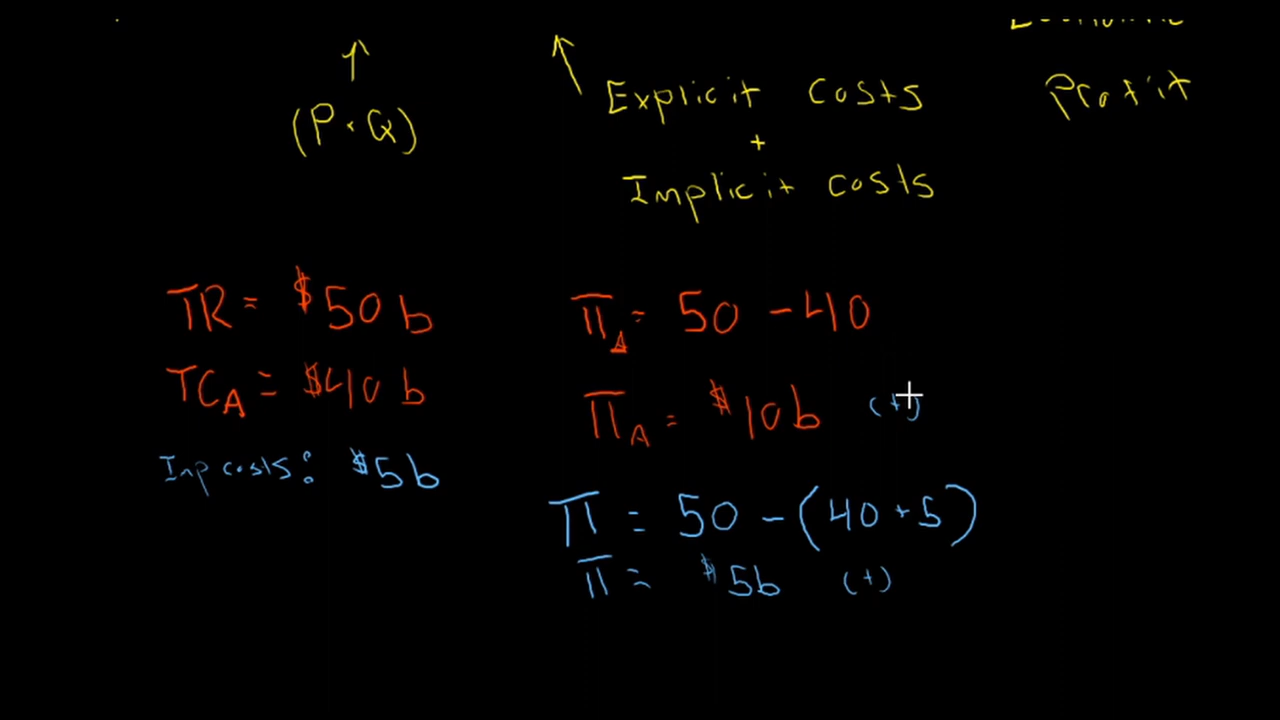 Economic
Profit
(P · Q)
Explicit costs
+
Implicit costs
TR = $50 b
TC_A = $40 b
Imp costs: $5b
π_A = 50 - 40
π_A = $10b (+)
π = 50 - (40 + 5)
π = $5b (+)